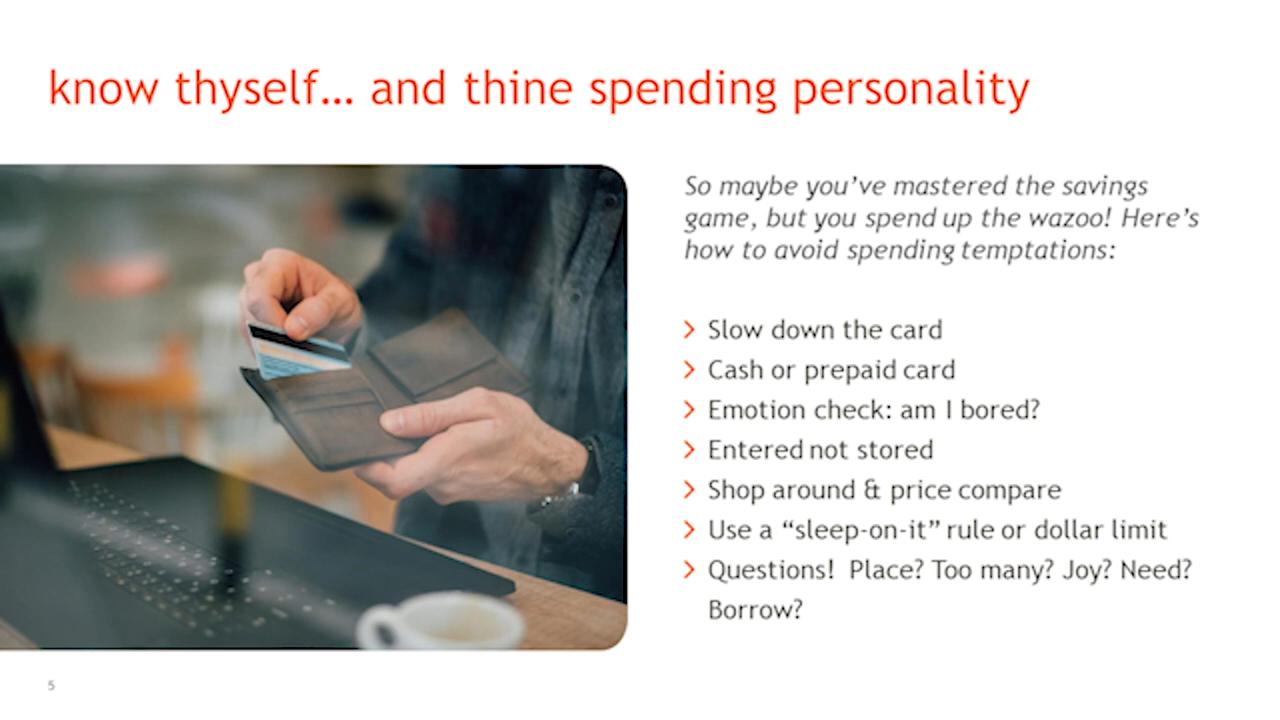 know thyself… and thine spending personality
So maybe you’ve mastered the savings
game, but you spend up the wazoo! Here’s
how to avoid spending temptations:
Slow down the card
Cash or prepaid card
Emotion check: am I bored?
Entered not stored
Shop around & price compare
Use a “sleep-on-it” rule or dollar limit
Questions!  Place? Too many? Joy? Need?
Borrow?
5